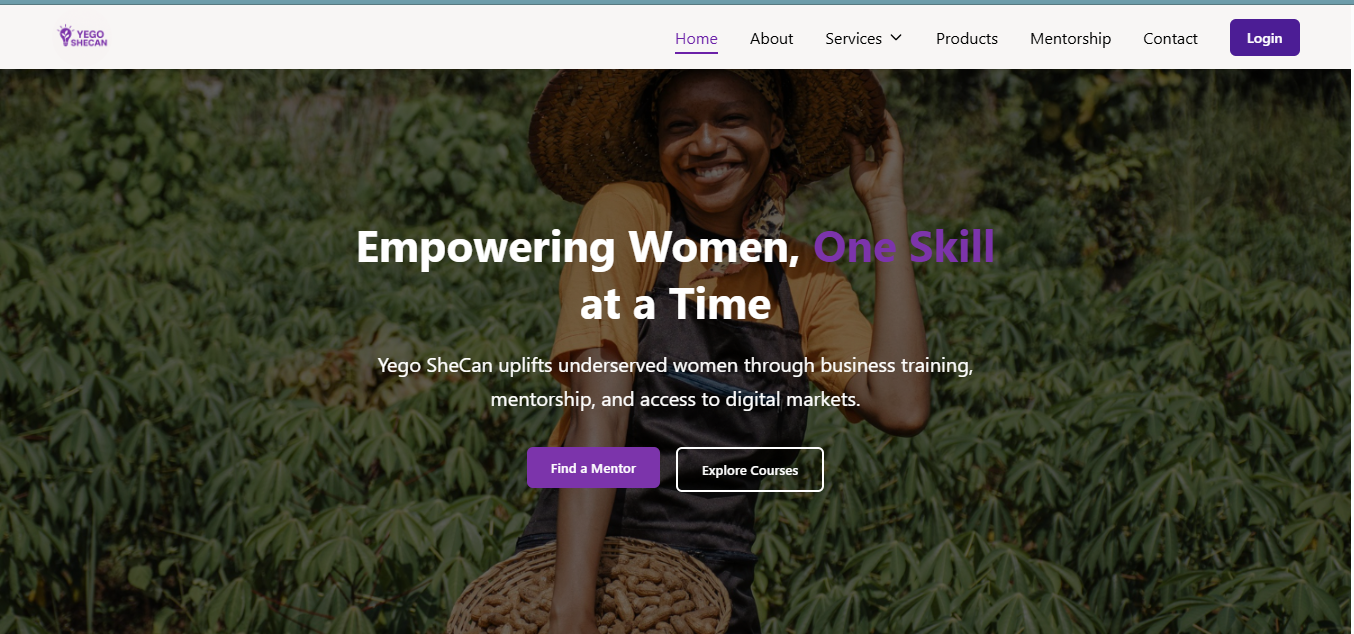 YEGO
SHECAN
Home About Services Products Mentorship Contact Login
Empowering Women, One Skill
at a Time
Yego SheCan uplifts underserved women through business training,
mentorship, and access to digital markets.
Find a Mentor Explore Courses